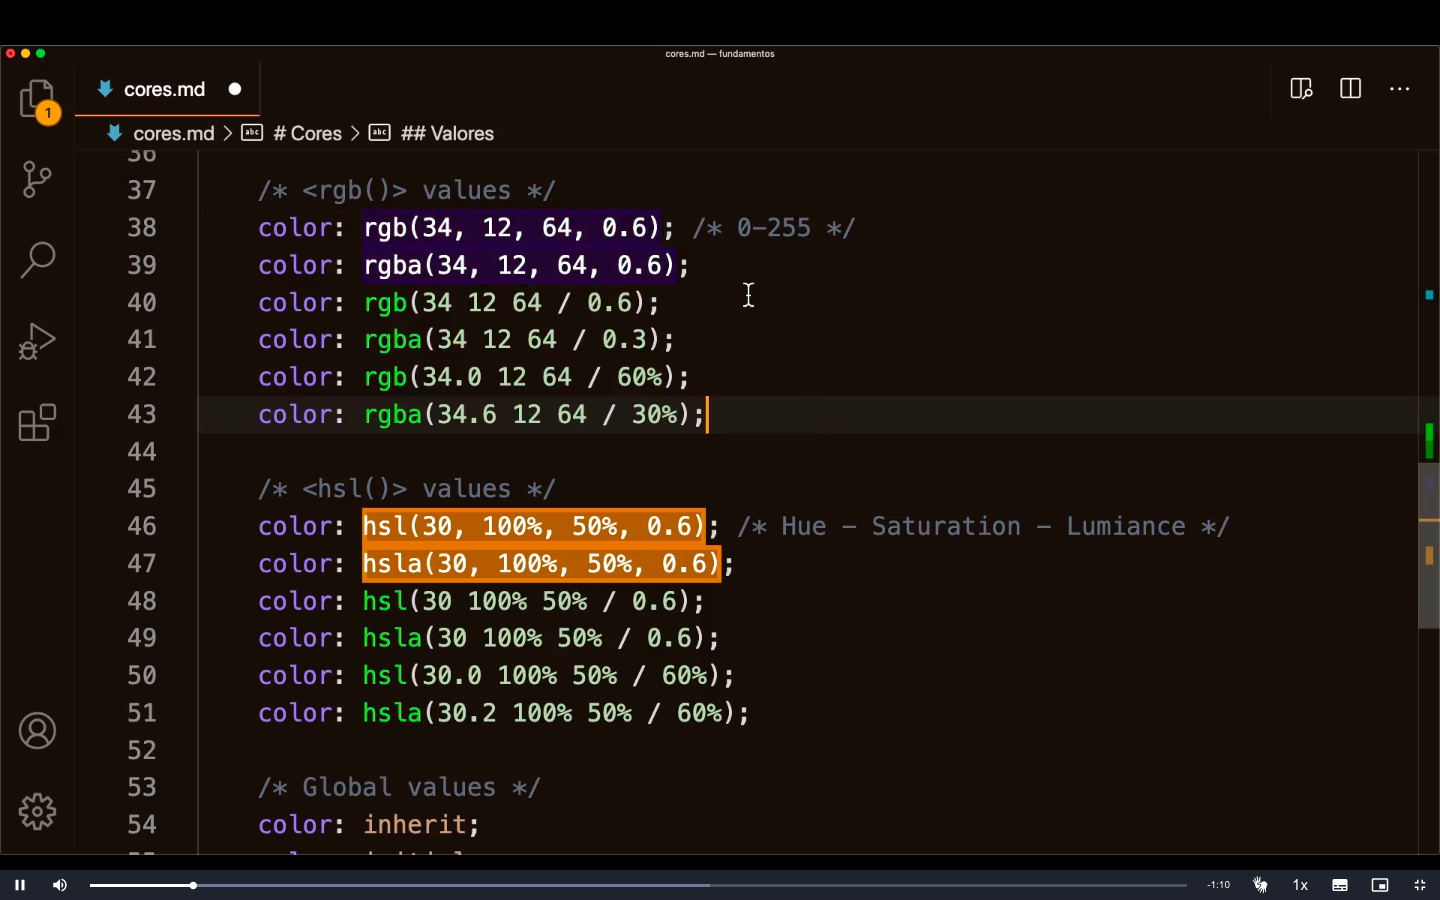 cores.md — fundamentos
cores.md
1
cores.md > # Cores > ## Valores
36
37 /* <rgb()> values */
38 color: rgb(34, 12, 64, 0.6); /* 0-255 */
39 color: rgba(34, 12, 64, 0.6);
40 color: rgb(34 12 64 / 0.6);
41 color: rgba(34 12 64 / 0.3);
42 color: rgb(34.0 12 64 / 60%);
43 color: rgba(34.6 12 64 / 30%);
44
45 /* <hsl()> values */
46 color: hsl(30, 100%, 50%, 0.6); /* Hue - Saturation - Lumiance */
47 color: hsla(30, 100%, 50%, 0.6);
48 color: hsl(30 100% 50% / 0.6);
49 color: hsla(30 100% 50% / 0.6);
50 color: hsl(30.0 100% 50% / 60%);
51 color: hsla(30.2 100% 50% / 60%);
52
53 /* Global values */
54 color: inherit;
-1:10 1x